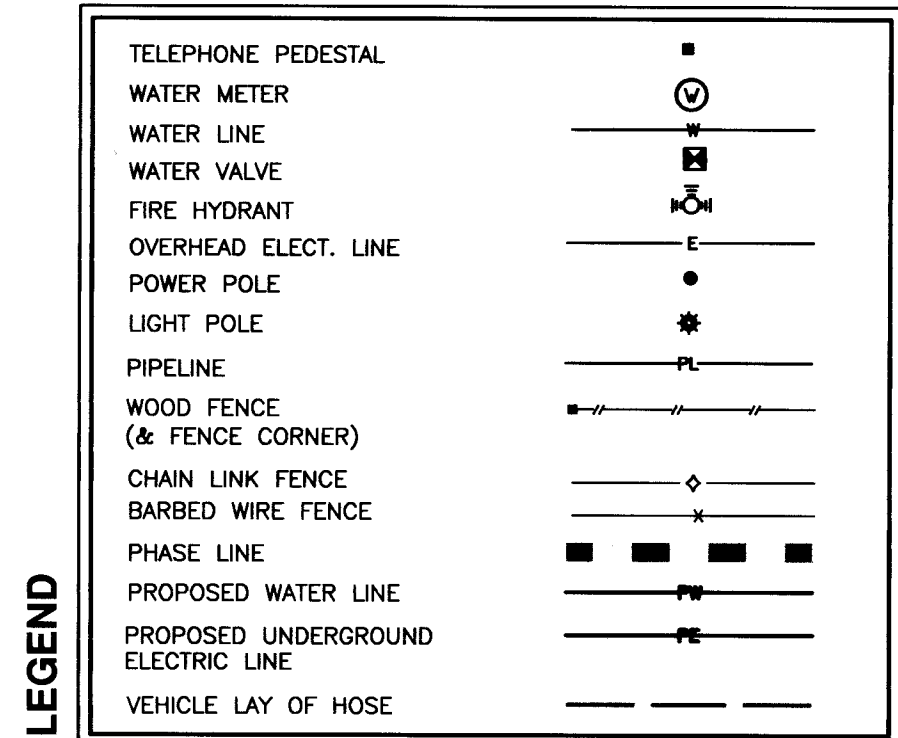 LEGEND
TELEPHONE PEDESTAL
WATER METER W
WATER LINE W
WATER VALVE
FIRE HYDRANT
OVERHEAD ELECT. LINE E
POWER POLE
LIGHT POLE
PIPELINE PL
WOOD FENCE
(& FENCE CORNER)
CHAIN LINK FENCE
BARBED WIRE FENCE X
PHASE LINE
PROPOSED WATER LINE PW
PROPOSED UNDERGROUND PE
ELECTRIC LINE
VEHICLE LAY OF HOSE